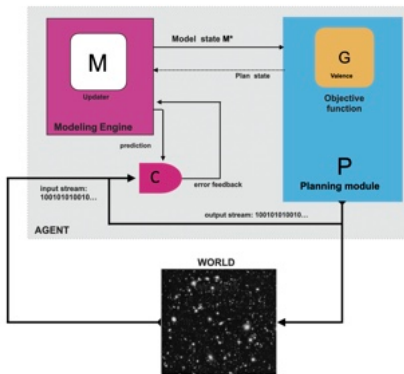 Model state M*
M
Updater
Modeling Engine
Plan state
G
Valence
Objective
function
P
Planning module
prediction
C
error feedback
input stream:
100101010010...
output stream: 100101010010...
AGENT
WORLD